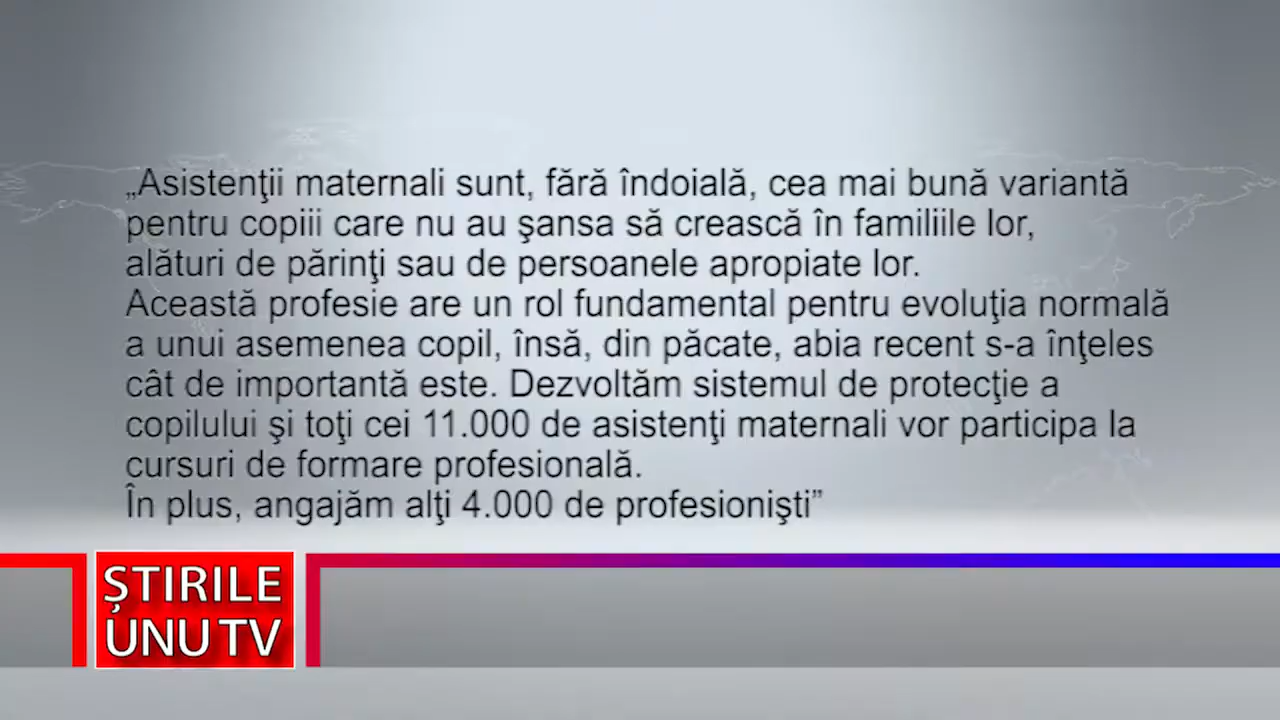 „Asistenţii maternali sunt, fără îndoială, cea mai bună variantă
pentru copiii care nu au şansa să crească în familiile lor,
alături de părinţi sau de persoanele apropiate lor.
Această profesie are un rol fundamental pentru evoluţia normală
a unui asemenea copil, însă, din păcate, abia recent s-a înţeles
cât de importantă este. Dezvoltăm sistemul de protecţie a
copilului şi toţi cei 11.000 de asistenţi maternali vor participa la
cursuri de formare profesională.
În plus, angajăm alţi 4.000 de profesionişti”
ȘTIRILE
UNU TV